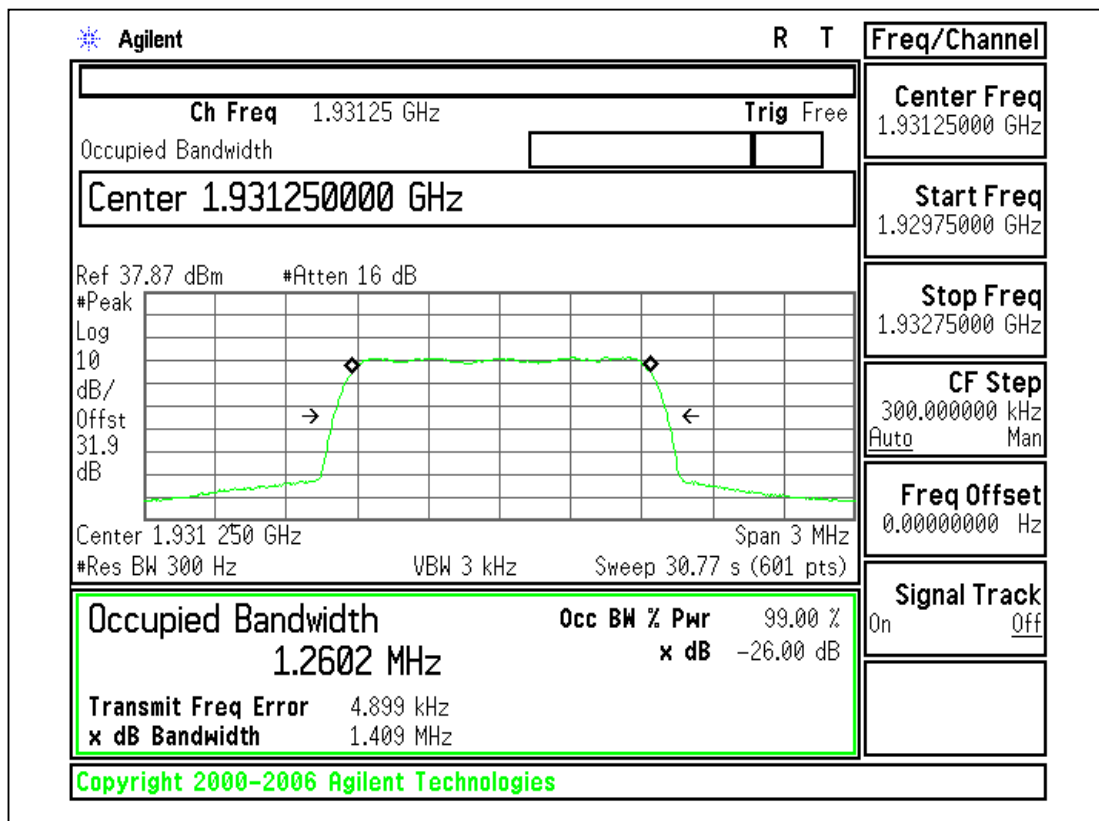 Agilent R T
Freq/Channel
Ch Freq 1.93125 GHz Trig Free
Occupied Bandwidth
Center 1.931250000 GHz
Ref 37.87 dBm #Atten 16 dB
#Peak
Log
10
dB/
Offst
31.9
dB
Center 1.931 250 GHz Span 3 MHz
#Res BW 300 Hz VBW 3 kHz Sweep 30.77 s (601 pts)
Occupied Bandwidth Occ BW % Pwr 99.00 %
1.2602 MHz x dB -26.00 dB
Transmit Freq Error 4.899 kHz
x dB Bandwidth 1.409 MHz
Copyright 2000-2006 Agilent Technologies
Center Freq
1.93125000 GHz
Start Freq
1.92975000 GHz
Stop Freq
1.93275000 GHz
CF Step
300.000000 kHz
Auto Man
Freq Offset
0.00000000 Hz
Signal Track
On Off